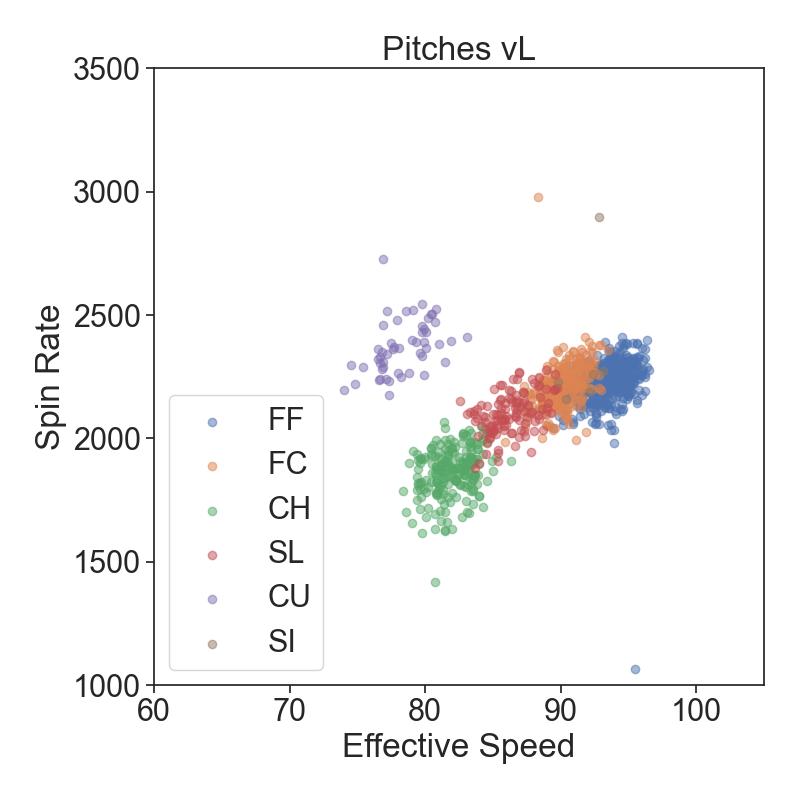 Pitches vL
3500
3000
2500
2000
1500
1000
Spin Rate
FF
FC
CH
SL
CU
SI
60 70 80 90 100
Effective Speed